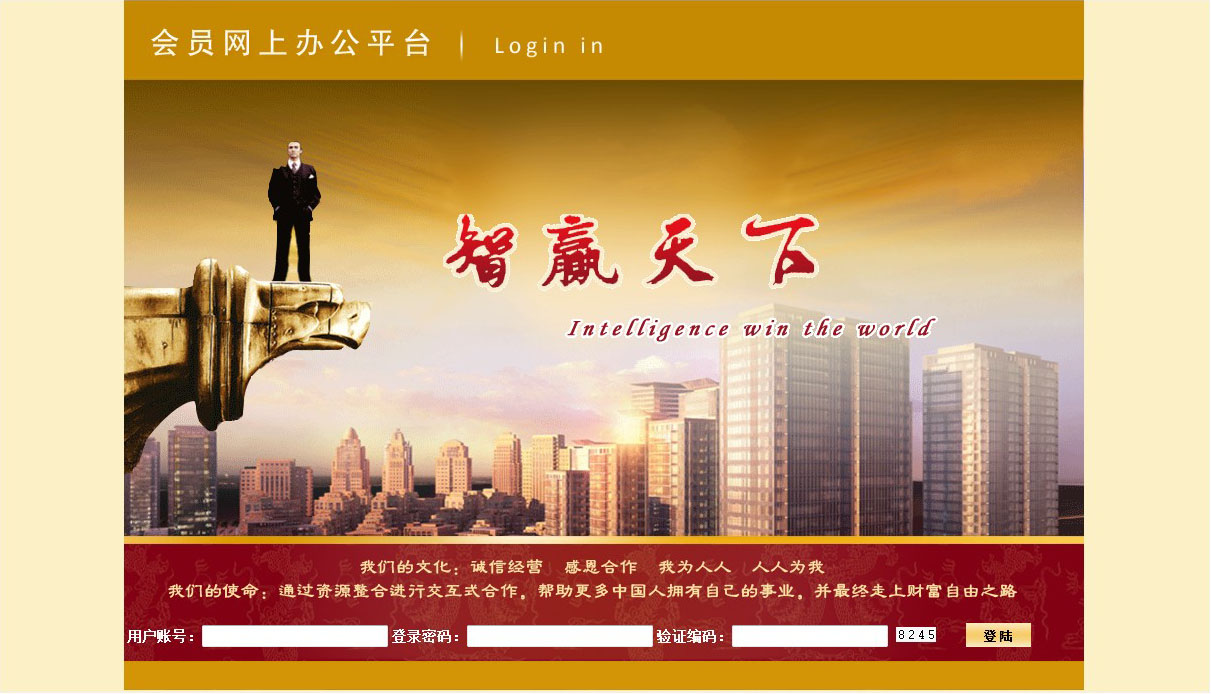 会员网上办公平台 | Login in
智赢天下
Intelligence win the world
我们的文化：诚信经营 感恩合作 我为人人 人人为我
我们的使命：通过资源整合进行交互式合作。帮助更多中国人拥有自己的事业。并最终走上财富自由之路
用户账号： 登录密码： 验证编码： 8245 登陆